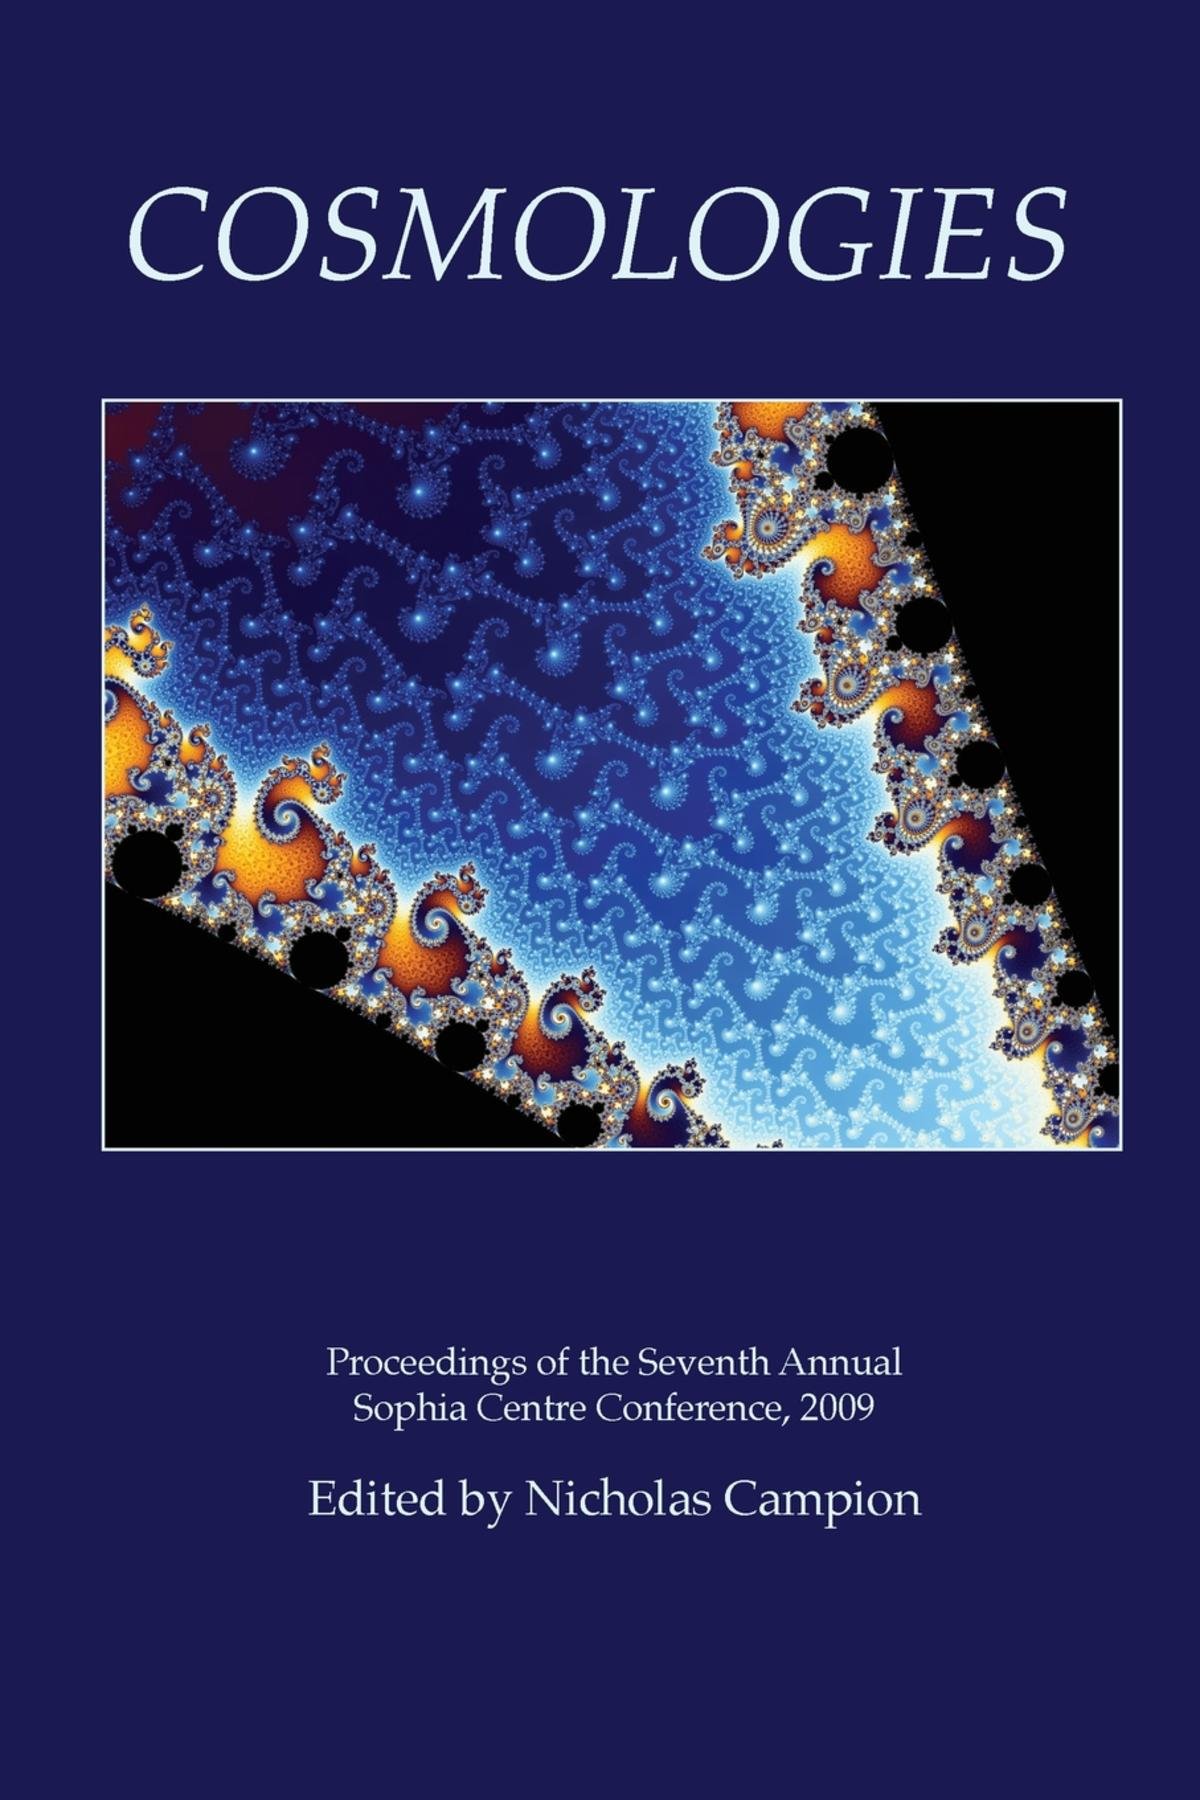 COSMOLOGIES
Proceedings of the Seventh Annual
Sophia Centre Conference, 2009
Edited by Nicholas Campion